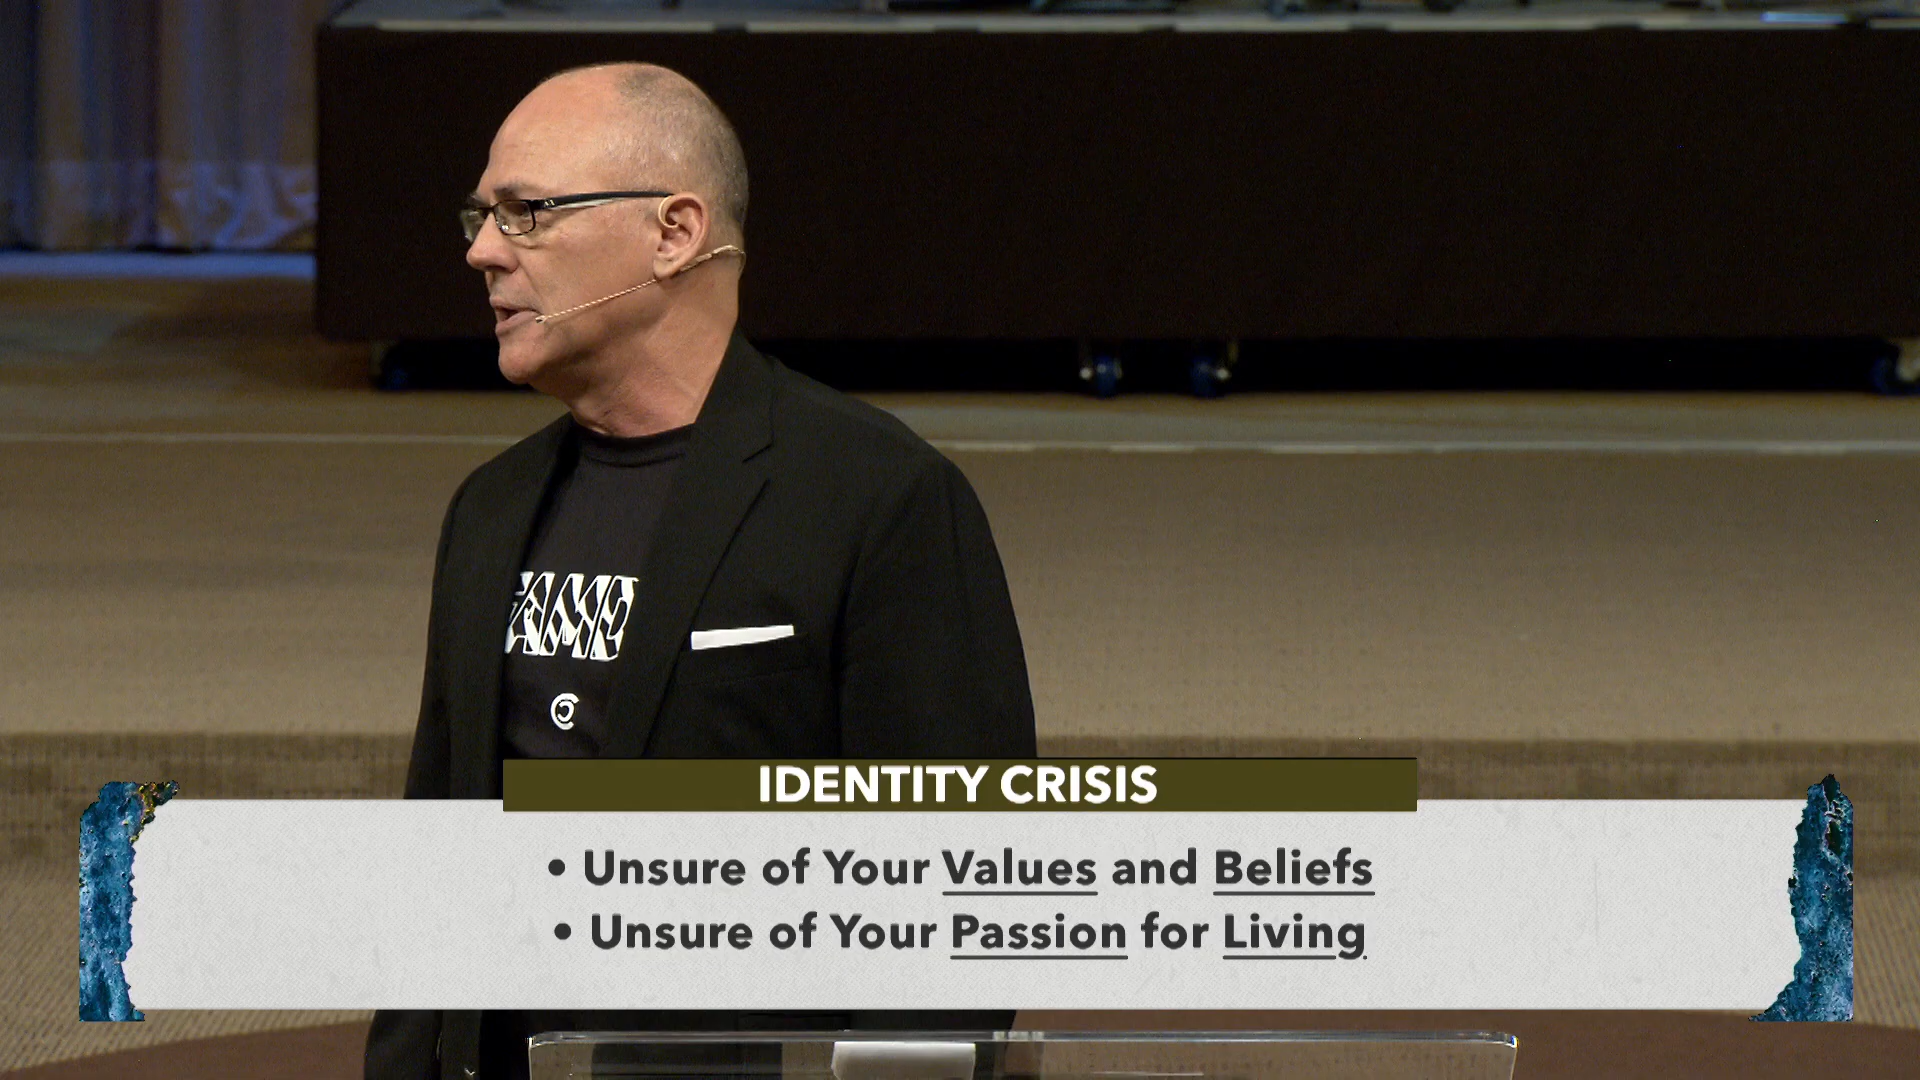 IDENTITY CRISIS
• Unsure of Your Values and Beliefs
• Unsure of Your Passion for Living